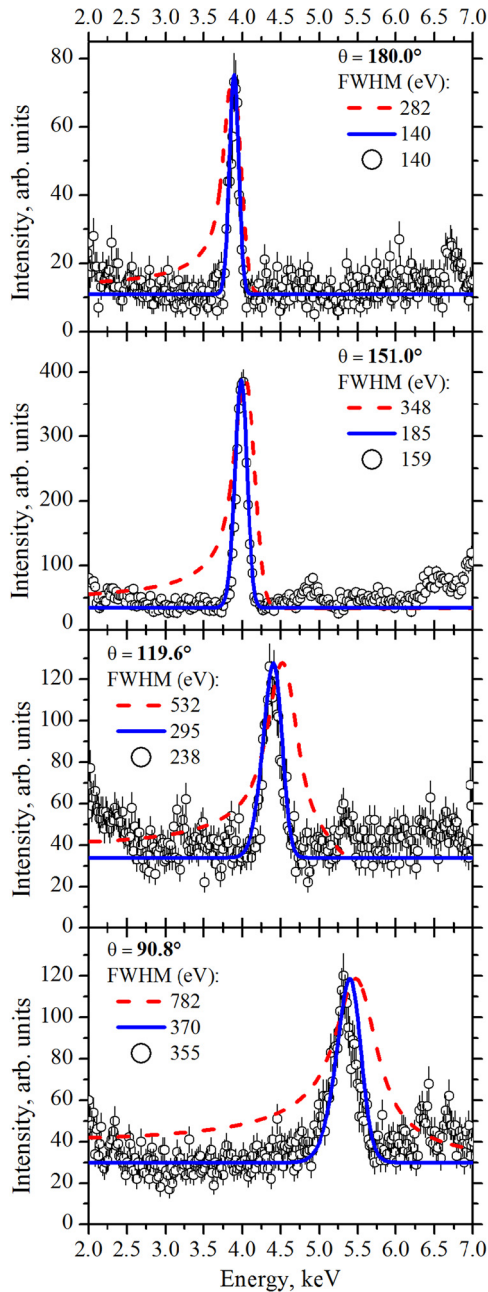 2.0 2.5 3.0 3.5 4.0 4.5 5.0 5.5 6.0 6.5 7.0
80
60
40
20
0
Intensity, arb. units
θ = 180.0°
FWHM (eV):
282
140
140
400
300
200
100
0
Intensity, arb. units
θ = 151.0°
FWHM (eV):
348
185
159
120
100
80
60
40
20
0
Intensity, arb. units
θ = 119.6°
FWHM (eV):
532
295
238
120
100
80
60
40
20
0
Intensity, arb. units
θ = 90.8°
FWHM (eV):
782
370
355
2.0 2.5 3.0 3.5 4.0 4.5 5.0 5.5 6.0 6.5 7.0
Energy, keV